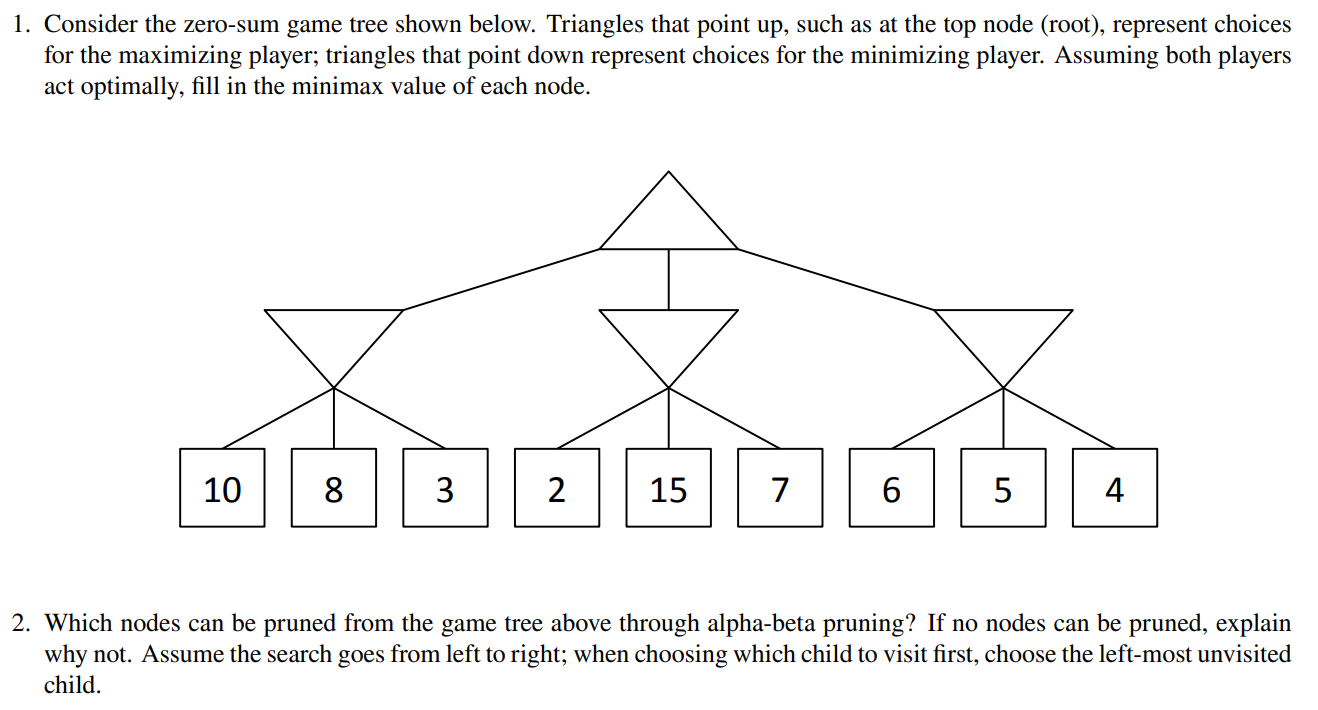 1. Consider the zero-sum game tree shown below. Triangles that point up, such as at the top node (root), represent choices
for the maximizing player; triangles that point down represent choices for the minimizing player. Assuming both players
act optimally, fill in the minimax value of each node.
10 8 3 2 15 7 6 5 4
2. Which nodes can be pruned from the game tree above through alpha-beta pruning? If no nodes can be pruned, explain
why not. Assume the search goes from left to right; when choosing which child to visit first, choose the left-most unvisited
child.